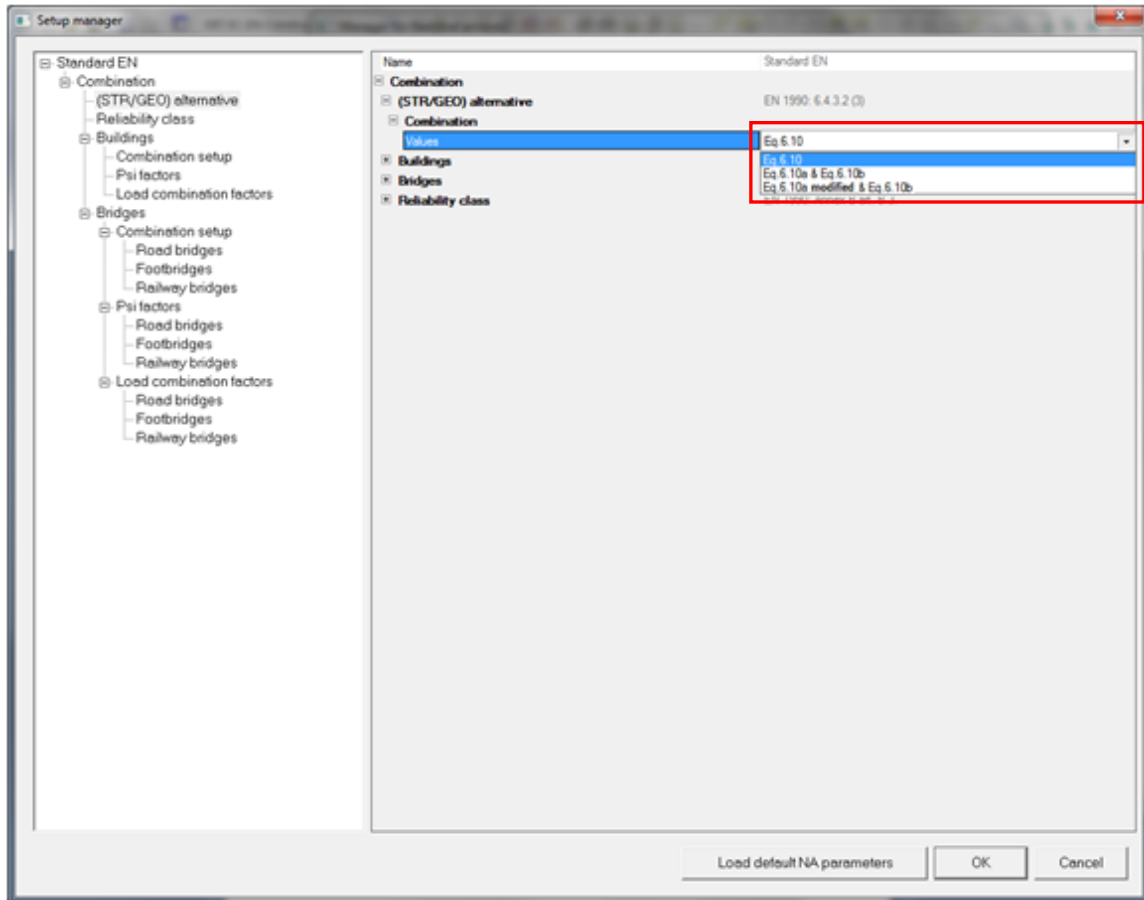 Setup manager
Standard EN
Combination
(STR/GEO) alternative
Reliability class
Buildings
Combination setup
Psi factors
Load combination factors
Bridges
Combination setup
Road bridges
Footbridges
Railway bridges
Psi factors
Road bridges
Footbridges
Railway bridges
Load combination factors
Road bridges
Footbridges
Railway bridges
Name Standard EN
Combination
(STR/GEO) alternative EN 1990: 6.4.3.2 (3)
Combination
Values Eq.6.10
Eq.6.10
Buildings
Eq.6.10a & Eq.6.10b
Bridges
Eq.6.10a modified & Eq.6.10b
Reliability class
Load default NA parameters OK Cancel